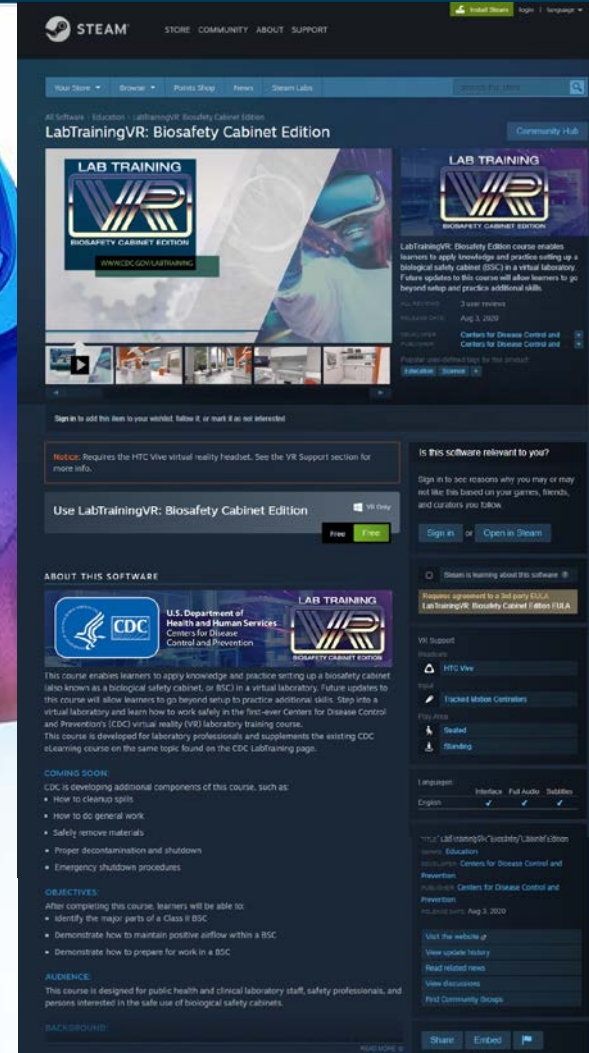 Install Steam login | language
STEAM
STORE COMMUNITY ABOUT SUPPORT
Your Store Browse Points Shop News Steam Labs
search the store
All Software > Education > LabTrainingVR: Biosafety Cabinet Edition
LabTrainingVR: Biosafety Cabinet Edition
Community Hub
LAB TRAINING
VR
BIOSAFETY CABINET EDITION
WWW.CDC.GOV/LABTRAINING
LAB TRAINING
VR
BIOSAFETY CABINET EDITION
LabTrainingVR: Biosafety Edition course enables
learners to apply knowledge and practice setting up a
biological safety cabinet (BSC) in a virtual laboratory.
Future updates to this course will allow learners to go
beyond setup and practice additional skills.
ALL REVIEWS: 3 user reviews
RELEASE DATE: Aug 3, 2020
DEVELOPER: Centers for Disease Control and
PUBLISHER: Centers for Disease Control and
Popular user-defined tags for this product:
Education Science +
Sign in to add this item to your wishlist, follow it, or mark it as not interested
Notice: Requires the HTC Vive virtual reality headset. See the VR Support section for
more info.
Use LabTrainingVR: Biosafety Cabinet Edition
VR Only
Free Free
Is this software relevant to you?
Sign in to see reasons why you may or may
not like this based on your games, friends,
and curators you follow.
Sign in or Open in Steam
Steam is learning about this software
Requires agreement to a 3rd-party EULA
LabTrainingVR: Biosafety Cabinet Edition EULA
ABOUT THIS SOFTWARE
CDC
U.S. Department of
Health and Human Services
Centers for Disease
Control and Prevention
LAB TRAINING
VR
BIOSAFETY CABINET EDITION
This course enables learners to apply knowledge and practice setting up a biosafety cabinet
(also known as a biological safety cabinet, or BSC) in a virtual laboratory. Future updates to
this course will allow learners to go beyond setup to practice additional skills. Step into a
virtual laboratory and learn how to work safely in the first-ever Centers for Disease Control
and Prevention's (CDC) virtual reality (VR) laboratory training course.
This course is developed for laboratory professionals and supplements the existing CDC
eLearning course on the same topic found on the CDC LabTraining page.
COMING SOON:
CDC is developing additional components of this course, such as:
• How to cleanup spills
• How to do general work
• Safely remove materials
• Proper decontamination and shutdown
• Emergency shutdown procedures
OBJECTIVES:
After completing this course, learners will be able to:
• Identify the major parts of a Class II BSC
• Demonstrate how to maintain positive airflow within a BSC
• Demonstrate how to prepare for work in a BSC
AUDIENCE:
This course is designed for public health and clinical laboratory staff, safety professionals, and
persons interested in the safe use of biological safety cabinets.
BACKGROUND:
READ MORE
VR Support
Headsets
HTC Vive
Input
Tracked Motion Controllers
Play Area
Seated
Standing
Languages:
Interface Full Audio Subtitles
English ✔ ✔ ✔
TITLE: LabTrainingVR: Biosafety Cabinet Edition
GENRE: Education
DEVELOPER: Centers for Disease Control and
Prevention
PUBLISHER: Centers for Disease Control and
Prevention
RELEASE DATE: Aug 3, 2020
Visit the website
View update history
Read related news
View discussions
Find Community Groups
Share Embed